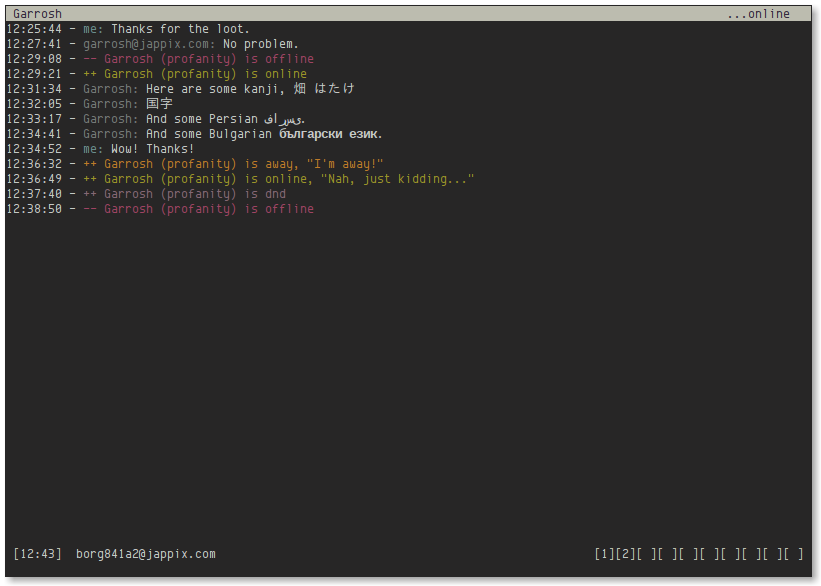 Garrosh ...online
12:25:44 - me: Thanks for the loot.
12:27:41 - garrosh@jappix.com: No problem.
12:29:08 - -- Garrosh (profanity) is offline
12:29:21 - ++ Garrosh (profanity) is online
12:31:34 - Garrosh: Here are some kanji, 畑 はたけ
12:32:05 - Garrosh: 国字
12:33:17 - Garrosh: And some Persian یسراف.
12:34:41 - Garrosh: And some Bulgarian български език.
12:34:52 - me: Wow! Thanks!
12:36:32 - ++ Garrosh (profanity) is away, "I'm away!"
12:36:49 - ++ Garrosh (profanity) is online, "Nah, just kidding..."
12:37:40 - ++ Garrosh (profanity) is dnd
12:38:50 - -- Garrosh (profanity) is offline
[12:43] borg841a2@jappix.com [1][2][ ][ ][ ][ ][ ][ ][ ][ ]